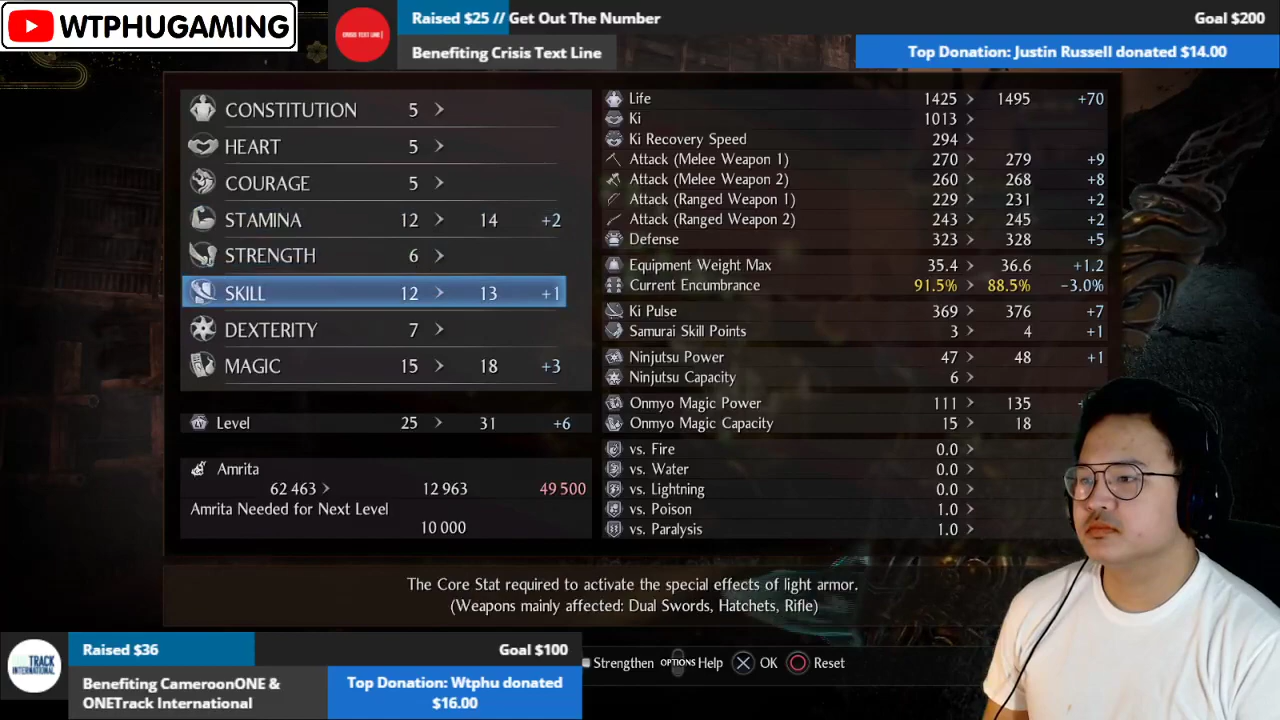 WTPHUGAMING
CRISIS TEXT LINE
Raised $25 // Get Out The Number
Goal $200
Benefiting Crisis Text Line
Top Donation: Justin Russell donated $14.00
CONSTITUTION 5 >
HEART 5 >
COURAGE 5 >
STAMINA 12 > 14 +2
STRENGTH 6 >
SKILL 12 > 13 +1
DEXTERITY 7 >
MAGIC 15 > 18 +3
Level 25 > 31 +6
Amrita
62 463 > 12 963 49 500
Amrita Needed for Next Level
10 000
Life 1425 > 1495 +70
Ki 1013 >
Ki Recovery Speed 294 >
Attack (Melee Weapon 1) 270 > 279 +9
Attack (Melee Weapon 2) 260 > 268 +8
Attack (Ranged Weapon 1) 229 > 231 +2
Attack (Ranged Weapon 2) 243 > 245 +2
Defense 323 > 328 +5
Equipment Weight Max 35.4 > 36.6 +1.2
Current Encumbrance 91.5% > 88.5% -3.0%
Ki Pulse 369 > 376 +7
Samurai Skill Points 3 > 4 +1
Ninjutsu Power 47 > 48 +1
Ninjutsu Capacity 6 >
Onmyo Magic Power 111 > 135
Onmyo Magic Capacity 15 > 18
vs. Fire 0.0 >
vs. Water 0.0 >
vs. Lightning 0.0 >
vs. Poison 1.0 >
vs. Paralysis 1.0 >
The Core Stat required to activate the special effects of light armor.
(Weapons mainly affected: Dual Swords, Hatchets, Rifle)
Strengthen OPTIONS Help OK Reset
TRACK
INTERNATIONAL
Raised $36
Goal $100
Benefiting CameroonONE &
ONETrack International
Top Donation: Wtphu donated
$16.00